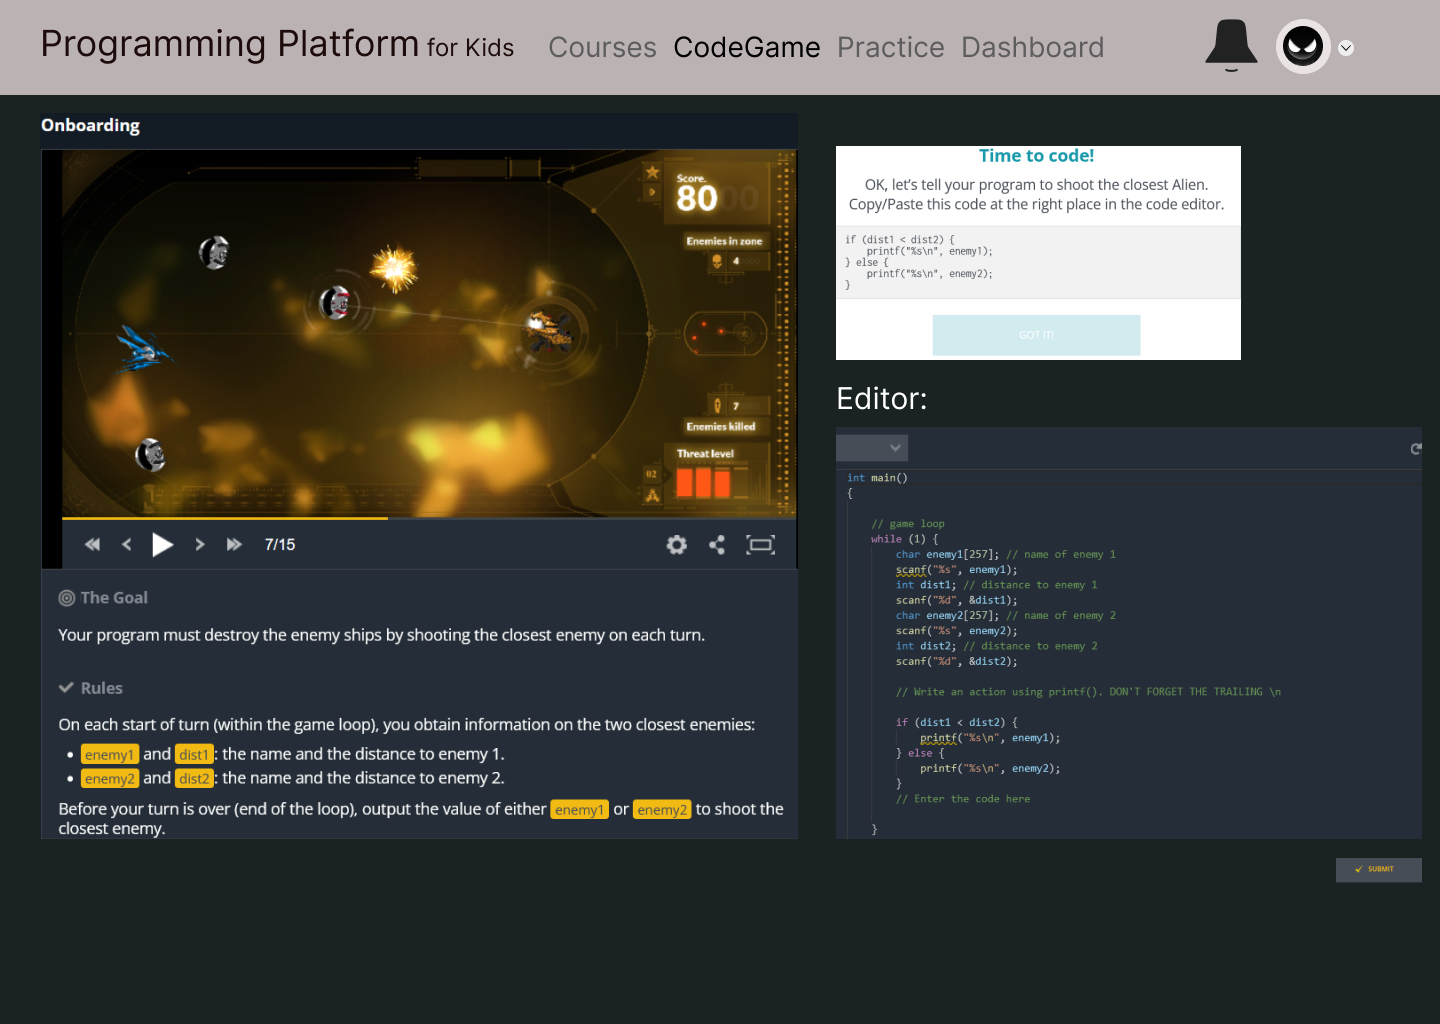 Programming Platform for Kids
Courses CodeGame Practice Dashboard
Onboarding
Score.
80
Enemies in zone
4
7
Enemies killed
Threat level
02
7/15
The Goal
Your program must destroy the enemy ships by shooting the closest enemy on each turn.
Rules
On each start of turn (within the game loop), you obtain information on the two closest enemies:
• enemy1 and dist1: the name and the distance to enemy 1.
• enemy2 and dist2: the name and the distance to enemy 2.
Before your turn is over (end of the loop), output the value of either enemy1 or enemy2 to shoot the
closest enemy.
Time to code!
OK, let's tell your program to shoot the closest Alien.
Copy/Paste this code at the right place in the code editor.
if (dist1 < dist2) {
    printf("%s\n", enemy1);
} else {
    printf("%s\n", enemy2);
}
GOT IT!
Editor:
int main()
{
    // game loop
    while (1) {
        char enemy1[257]; // name of enemy 1
        scanf("%s", enemy1);
        int dist1; // distance to enemy 1
        scanf("%d", &dist1);
        char enemy2[257]; // name of enemy 2
        scanf("%s", enemy2);
        int dist2; // distance to enemy 2
        scanf("%d", &dist2);
        // Write an action using printf(). DON'T FORGET THE TRAILING \n
        if (dist1 < dist2) {
            printf("%s\n", enemy1);
        } else {
            printf("%s\n", enemy2);
        }
        // Enter the code here
    }
SUBMIT